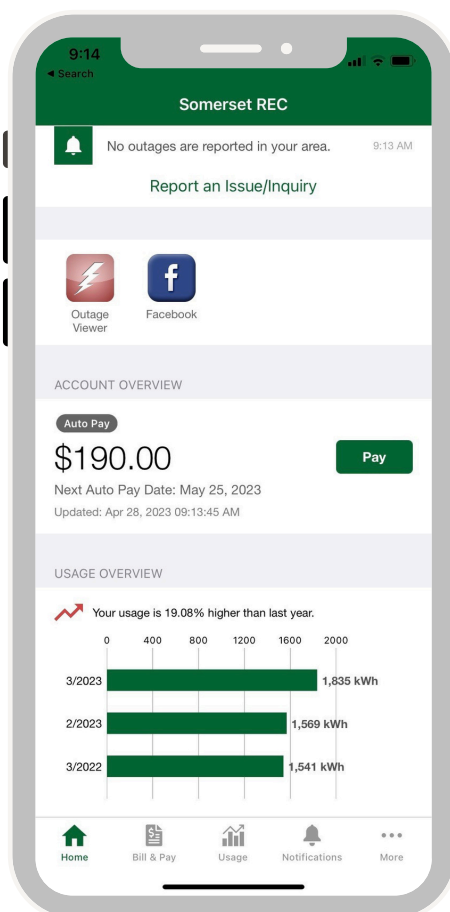 9:14
◄ Search
Somerset REC
No outages are reported in your area.
9:13 AM
Report an Issue/Inquiry
f
Outage
Viewer
Facebook
ACCOUNT OVERVIEW
Auto Pay
$190.00
Pay
Next Auto Pay Date: May 25, 2023
Updated: Apr 28, 2023 09:13:45 AM
USAGE OVERVIEW
Your usage is 19.08% higher than last year.
0 400 800 1200 1600 2000
3/2023 1,835 kWh
2/2023 1,569 kWh
3/2022 1,541 kWh
Home Bill & Pay Usage Notifications More